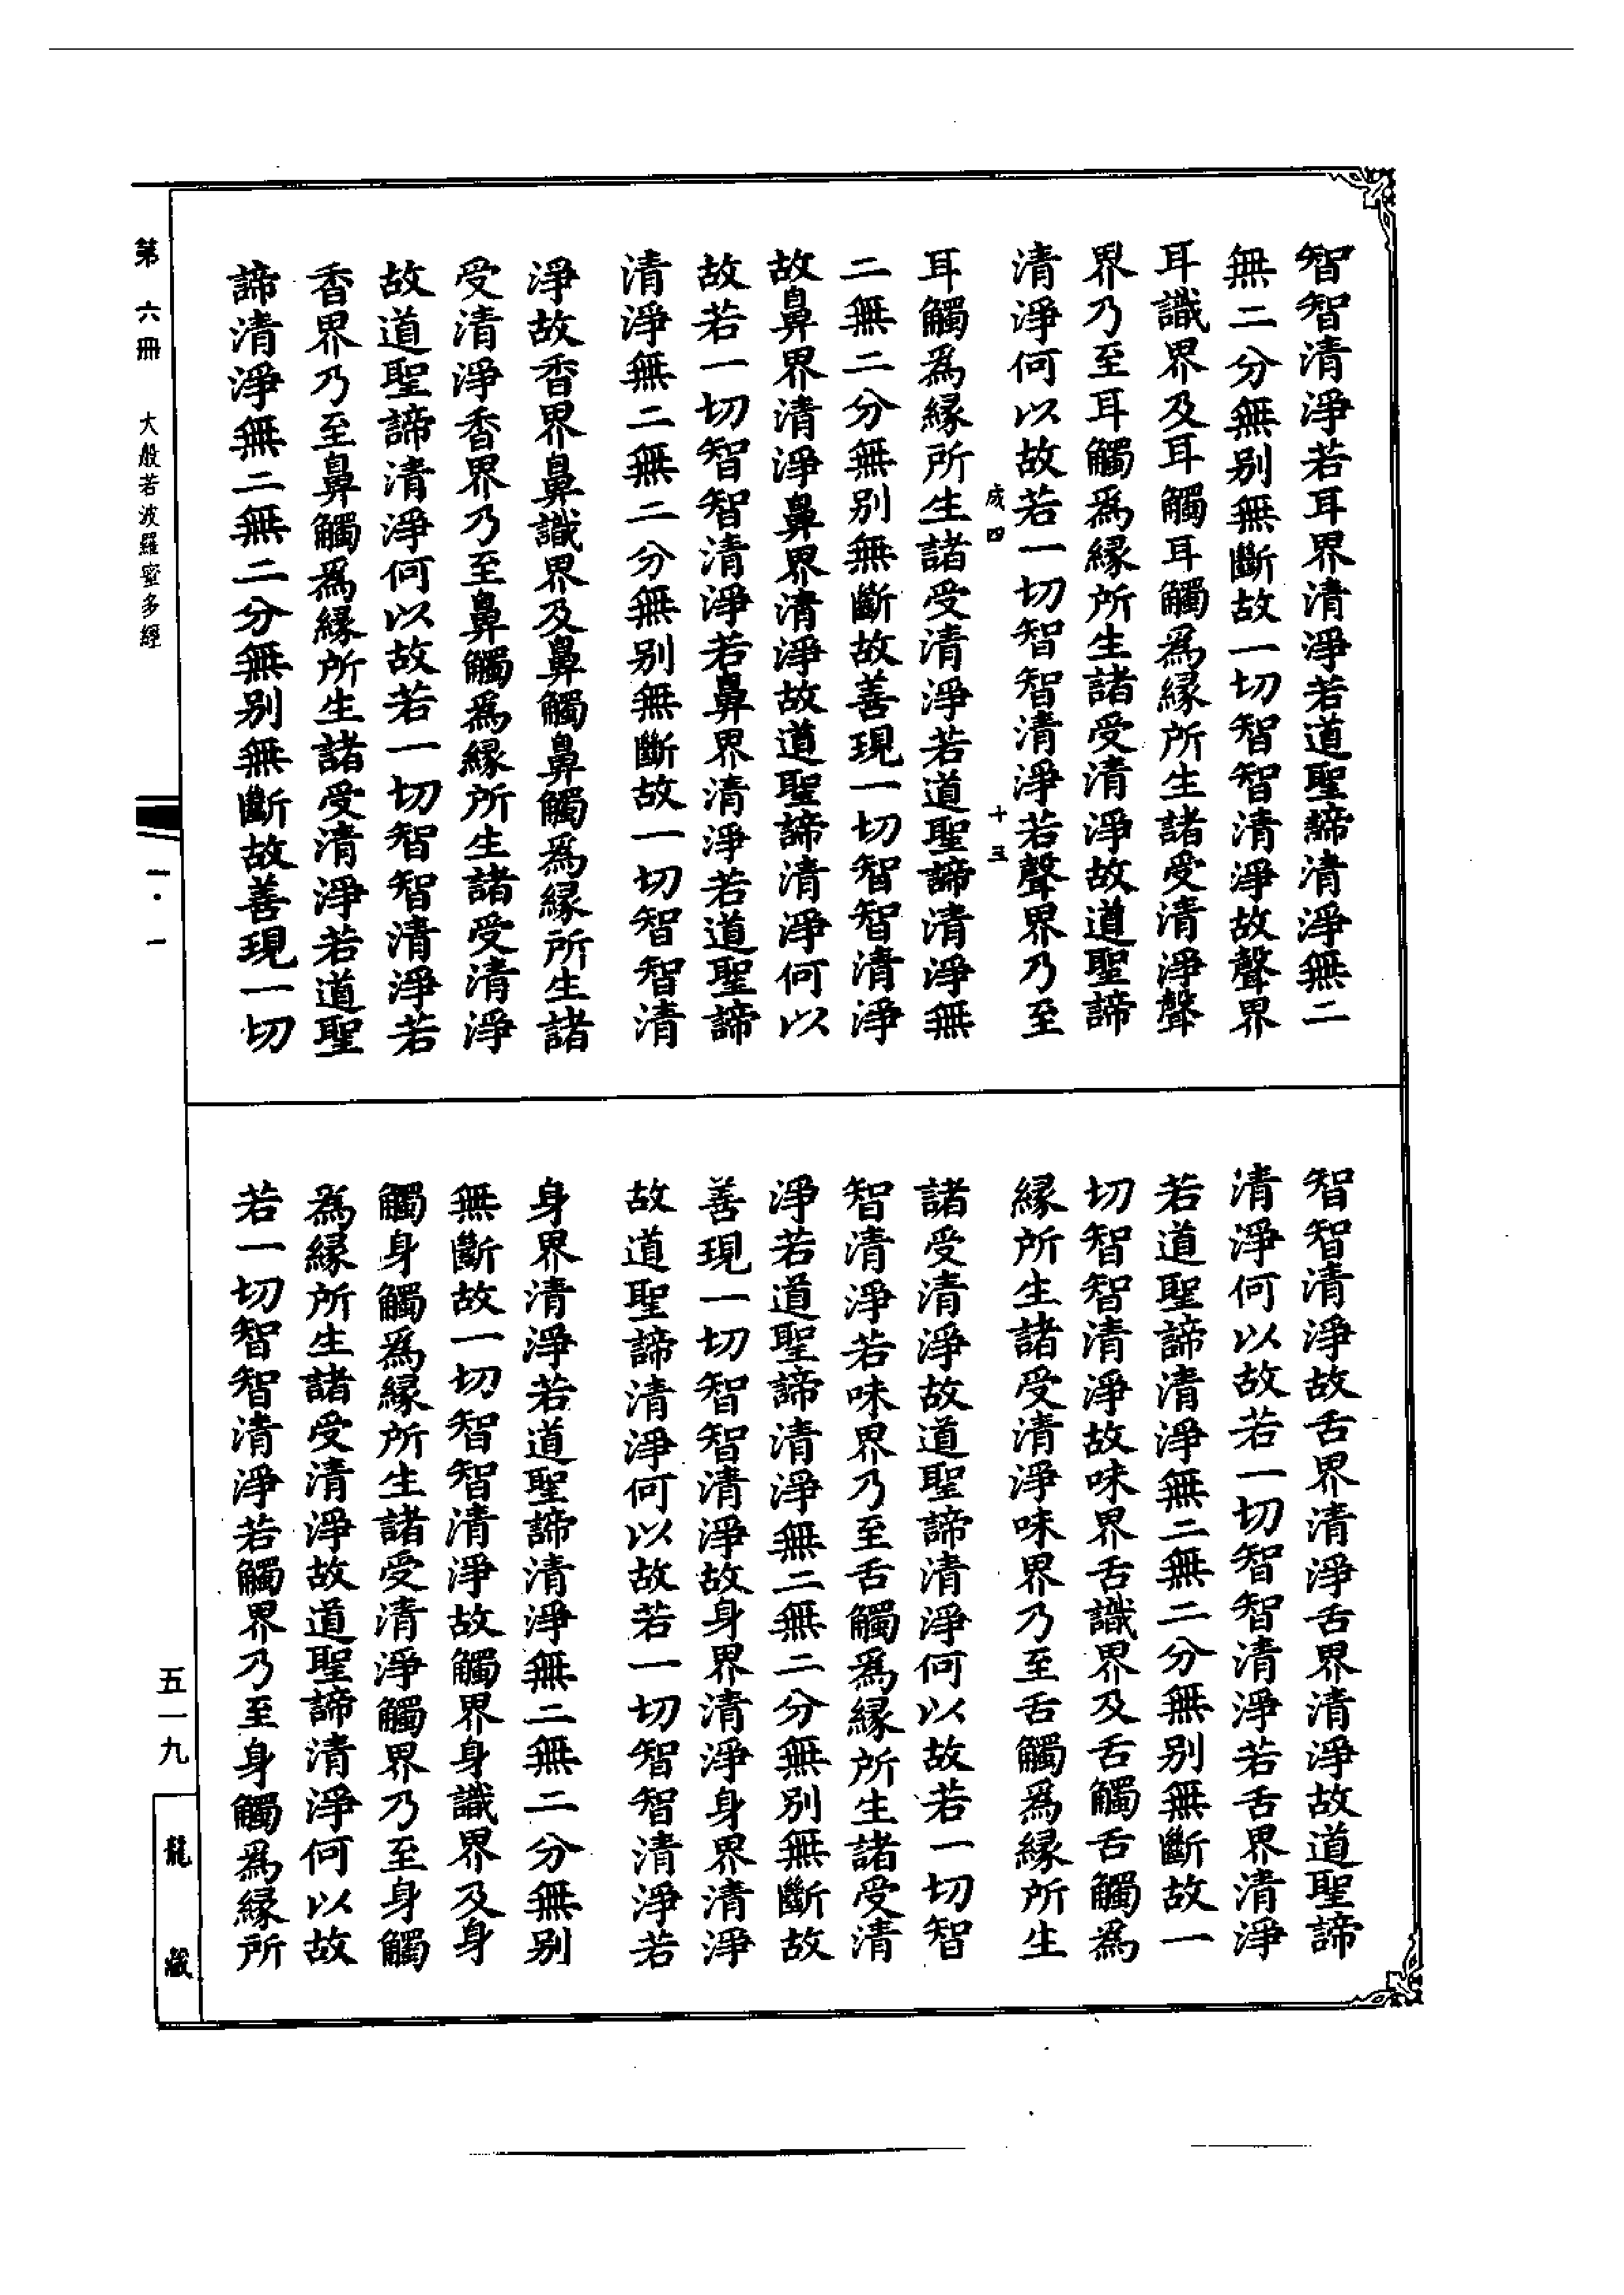 智智清淨若耳界清淨若道聖諦清淨無二
無二分無別無斷故一切智智清淨故聲界
耳識界及耳觸耳觸爲緣所生諸受清淨聲
界乃至耳觸爲緣所生諸受清淨故道聖諦
清淨何以故若一切智智清淨若聲界乃至
成四 十三
耳觸爲緣所生諸受清淨若道聖諦清淨無
二無二分無別無斷故善現一切智智清淨
故鼻界清淨鼻界清淨故道聖諦清淨何以
故若一切智智清淨若鼻界清淨若道聖諦
清淨無二無二分無別無斷故一切智智清
淨故香界鼻識界及鼻觸鼻觸爲緣所生諸
受清淨香界乃至鼻觸爲緣所生諸受清淨
故道聖諦清淨何以故若一切智智清淨若
香界乃至鼻觸爲緣所生諸受清淨若道聖
諦清淨無二無二分無別無斷故善現一切
智智清淨故舌界清淨舌界清淨故道聖諦
清淨何以故若一切智智清淨若舌界清淨
若道聖諦清淨無二無二分無別無斷故一
切智智清淨故味界舌識界及舌觸舌觸爲
緣所生諸受清淨味界乃至舌觸爲緣所生
諸受清淨故道聖諦清淨何以故若一切智
智清淨若味界乃至舌觸爲緣所生諸受清
淨若道聖諦清淨無二無二分無別無斷故
善現一切智智清淨故身界清淨身界清淨
故道聖諦清淨何以故若一切智智清淨若
身界清淨若道聖諦清淨無二無二分無別
無斷故一切智智清淨故觸界身識界及身
觸身觸爲緣所生諸受清淨觸界乃至身觸
爲緣所生諸受清淨故道聖諦清淨何以故
若一切智智清淨若觸界乃至身觸爲緣所
第六冊 大般若波羅蜜多經
一·一
五一九
龍藏